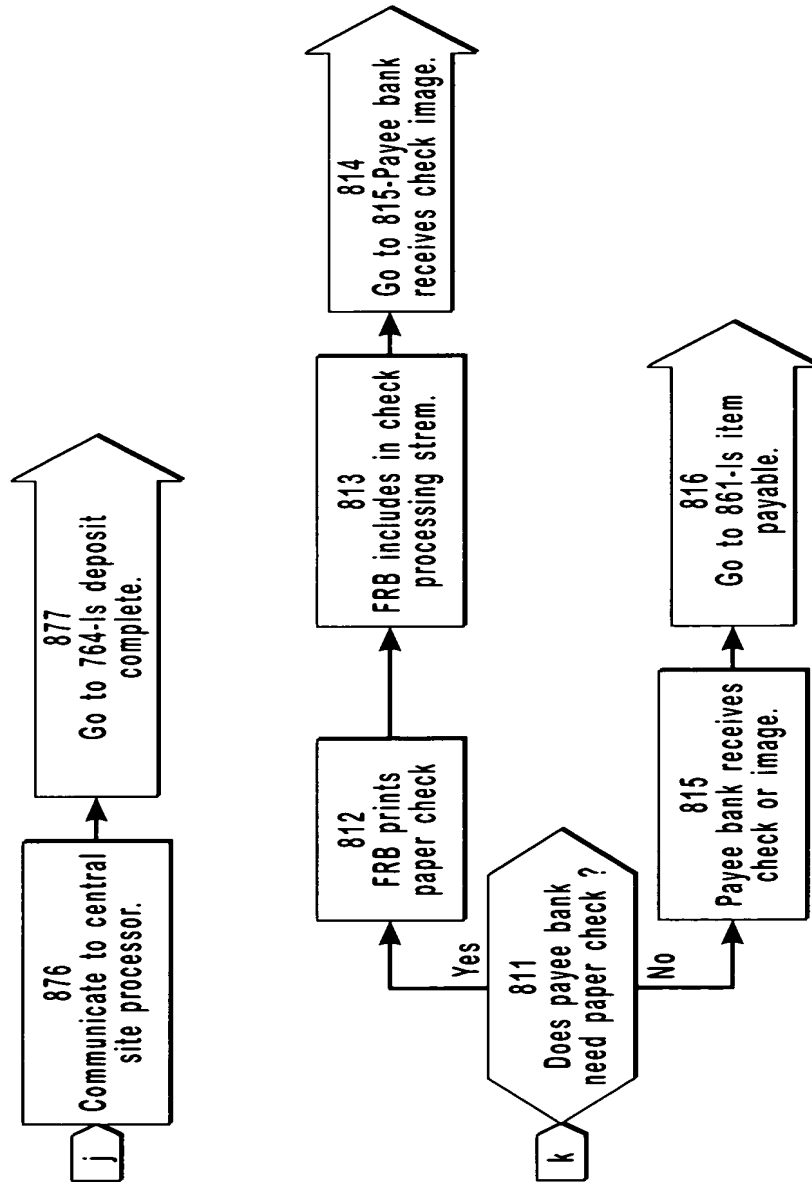 j
876
Communicate to central
site processor.
877
Go to 764-Is deposit
complete.
k
811
Does payee bank
need paper check ?
Yes
812
FRB prints
paper check
813
FRB includes in check
processing strem.
814
Go to 815-Payee bank
receives check image.
No
815
Payee bank receives
check or image.
816
Go to 861-Is item
payable.